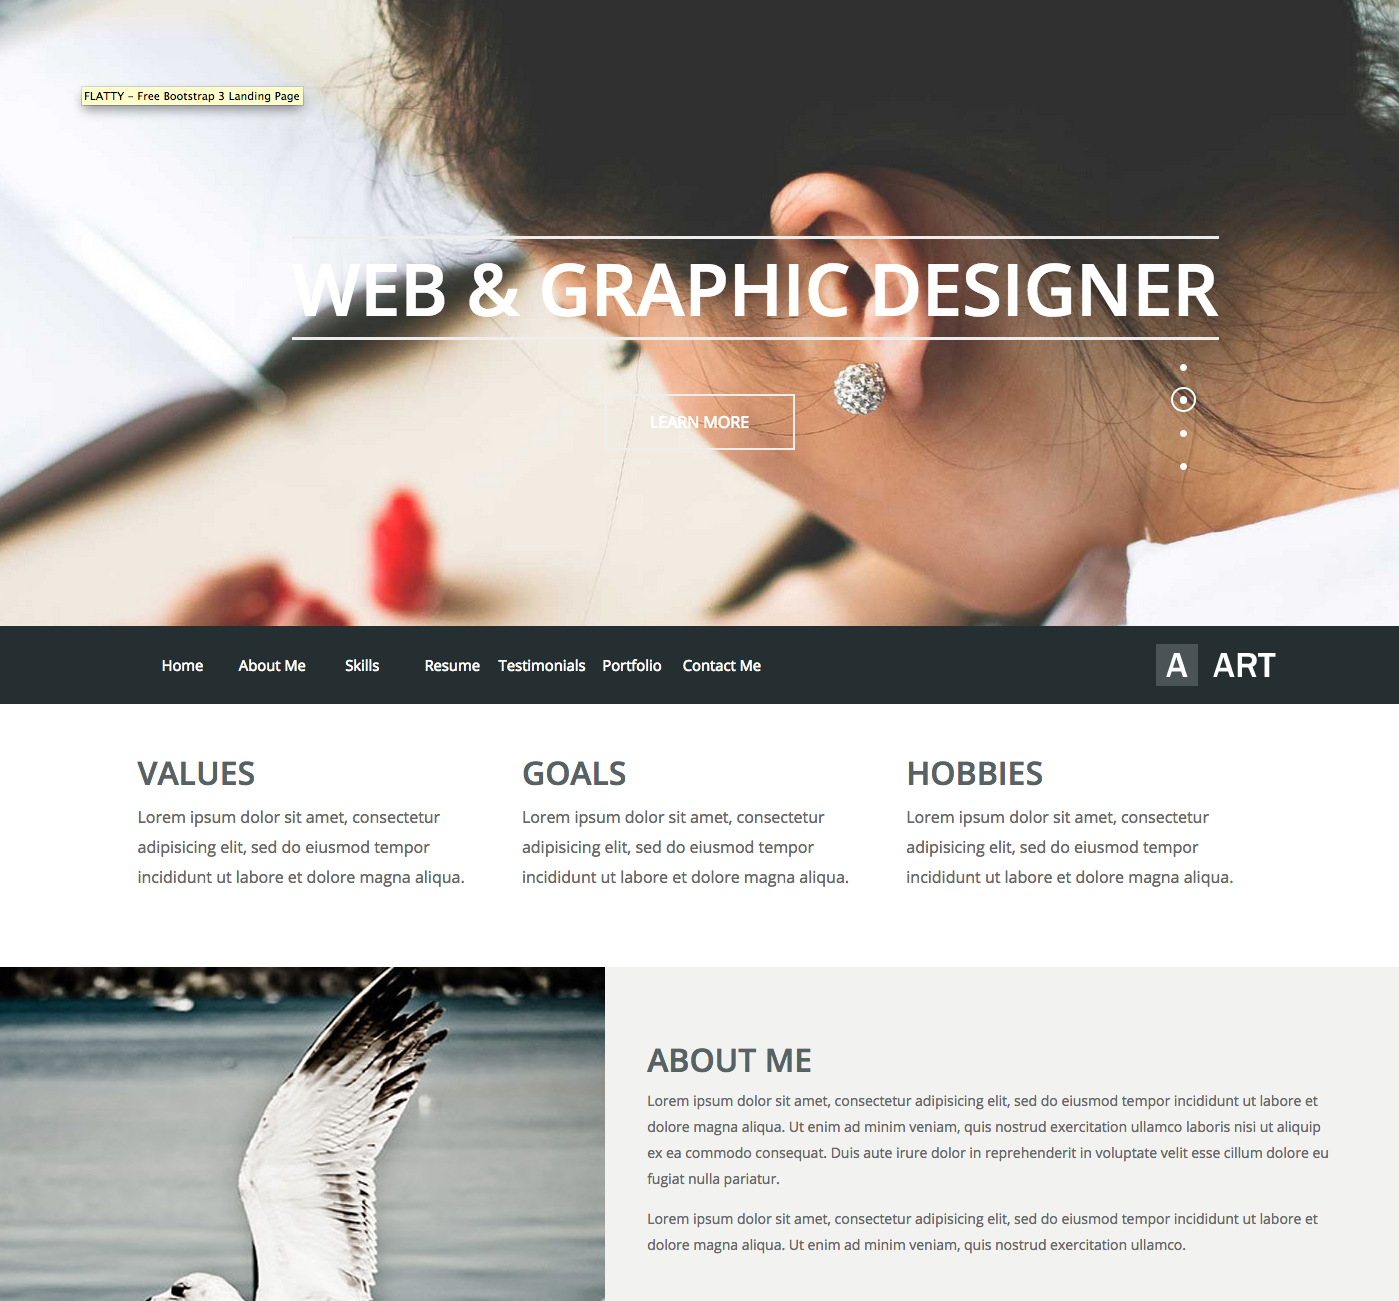 FLATTY – Free Bootstrap 3 Landing Page
WEB & GRAPHIC DESIGNER
LEARN MORE
Home About Me Skills Resume Testimonials Portfolio Contact Me A ART
VALUES
Lorem ipsum dolor sit amet, consectetur
adipisicing elit, sed do eiusmod tempor
incididunt ut labore et dolore magna aliqua.
GOALS
Lorem ipsum dolor sit amet, consectetur
adipisicing elit, sed do eiusmod tempor
incididunt ut labore et dolore magna aliqua.
HOBBIES
Lorem ipsum dolor sit amet, consectetur
adipisicing elit, sed do eiusmod tempor
incididunt ut labore et dolore magna aliqua.
ABOUT ME
Lorem ipsum dolor sit amet, consectetur adipisicing elit, sed do eiusmod tempor incididunt ut labore et
dolore magna aliqua. Ut enim ad minim veniam, quis nostrud exercitation ullamco laboris nisi ut aliquip
ex ea commodo consequat. Duis aute irure dolor in reprehenderit in voluptate velit esse cillum dolore eu
fugiat nulla pariatur.
Lorem ipsum dolor sit amet, consectetur adipisicing elit, sed do eiusmod tempor incididunt ut labore et
dolore magna aliqua. Ut enim ad minim veniam, quis nostrud exercitation ullamco.